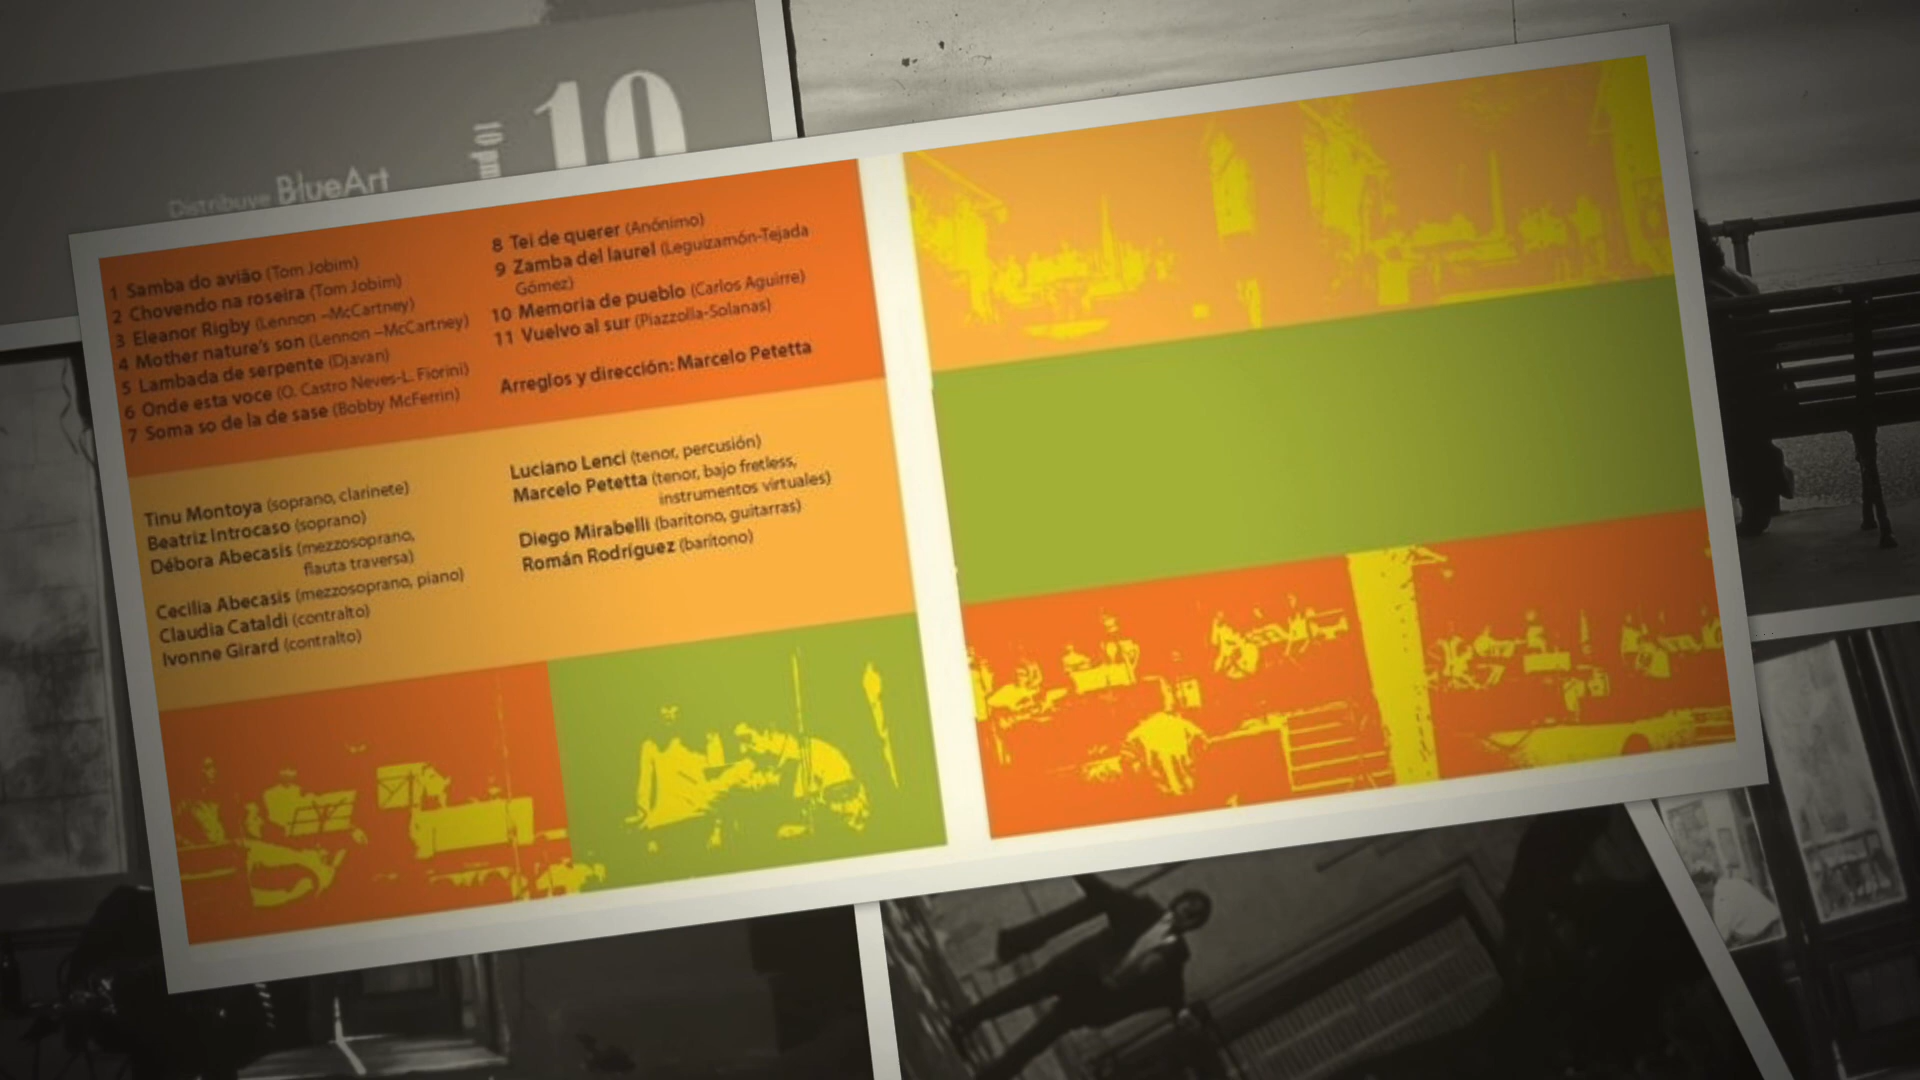 10
Distribuye BlueArt
1 Samba do avião (Tom Jobim)
2 Chovendo na roseira (Tom Jobim)
3 Eleanor Rigby (Lennon –McCartney)
4 Mother nature's son (Lennon –McCartney)
5 Lambada de serpente (Djavan)
6 Onde esta voce (O. Castro Neves-L. Fiorini)
7 Soma so de la de sase (Bobby McFerrin)
8 Tei de querer (Anónimo)
9 Zamba del laurel (Leguizamón-Tejada
Gómez)
10 Memoria de pueblo (Carlos Aguirre)
11 Vuelvo al sur (Piazzolla-Solanas)
Arreglos y dirección: Marcelo Petetta
Tinu Montoya (soprano, clarinete)
Beatriz Introcaso (soprano)
Débora Abecasis (mezzosoprano,
flauta traversa)
Cecilia Abecasis (mezzosoprano, piano)
Claudia Cataldi (contralto)
Ivonne Girard (contralto)
Luciano Lenci (tenor, percusión)
Marcelo Petetta (tenor, bajo fretless,
instrumentos virtuales)
Diego Mirabelli (barítono, guitarras)
Román Rodríguez (barítono)